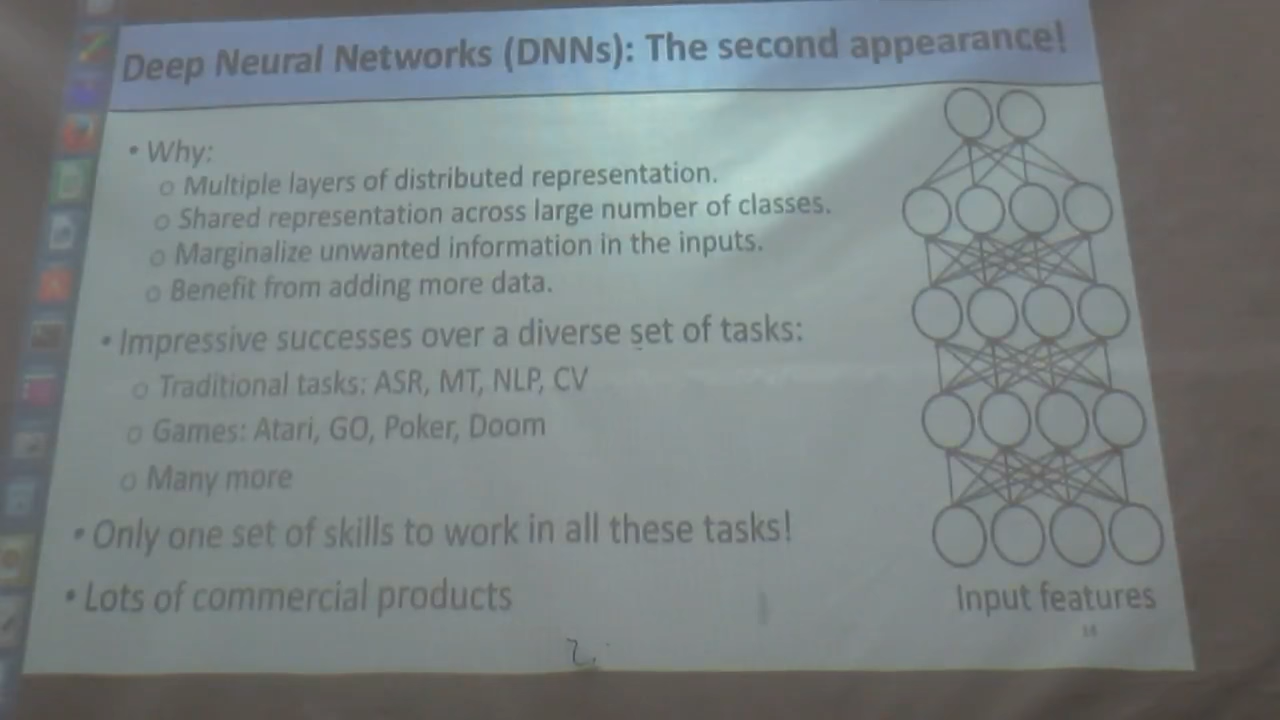 Deep Neural Networks (DNNs): The second appearance!
• Why:
o Multiple layers of distributed representation.
o Shared representation across large number of classes.
o Marginalize unwanted information in the inputs.
o Benefit from adding more data.
• Impressive successes over a diverse set of tasks:
o Traditional tasks: ASR, MT, NLP, CV
o Games: Atari, GO, Poker, Doom
o Many more
• Only one set of skills to work in all these tasks!
• Lots of commercial products
Input features